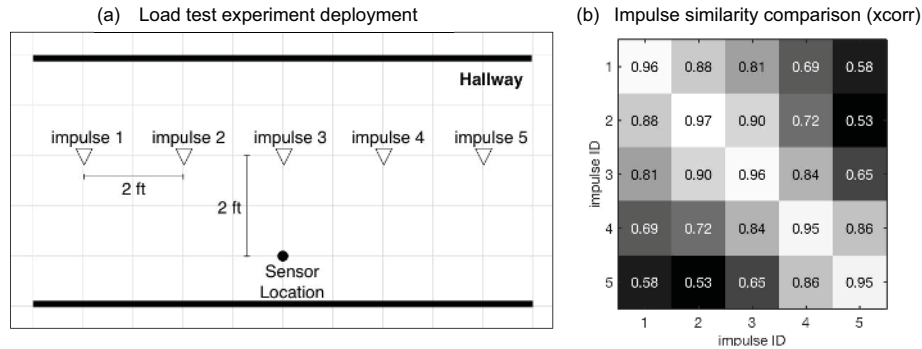 (a) Load test experiment deployment
Hallway
impulse 1 impulse 2 impulse 3 impulse 4 impulse 5
2 ft
2 ft
Sensor
Location
(b) Impulse similarity comparison (xcorr)
impulse ID
1 0.96 0.88 0.81 0.69 0.58
2 0.88 0.97 0.90 0.72 0.53
3 0.81 0.90 0.96 0.84 0.65
4 0.69 0.72 0.84 0.95 0.86
5 0.58 0.53 0.65 0.86 0.95
1 2 3 4 5
impulse ID